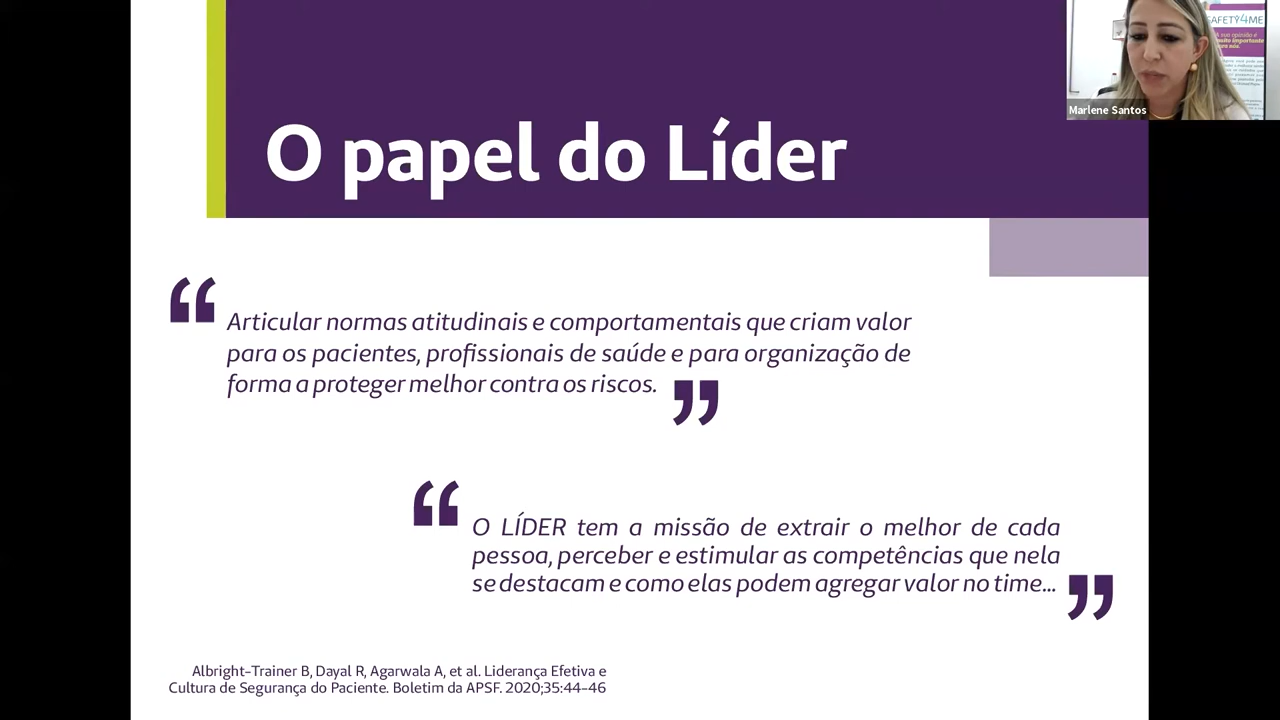 O papel do Líder
SAFETY4ME
Marlene Santos
“ Articular normas atitudinais e comportamentais que criam valor
para os pacientes, profissionais de saúde e para organização de
forma a proteger melhor contra os riscos. ”
“ O LÍDER tem a missão de extrair o melhor de cada
pessoa, perceber e estimular as competências que nela
se destacam e como elas podem agregar valor no time... ”
Albright-Trainer B, Dayal R, Agarwala A, et al. Liderança Efetiva e
Cultura de Segurança do Paciente. Boletim da APSF. 2020;35:44-46